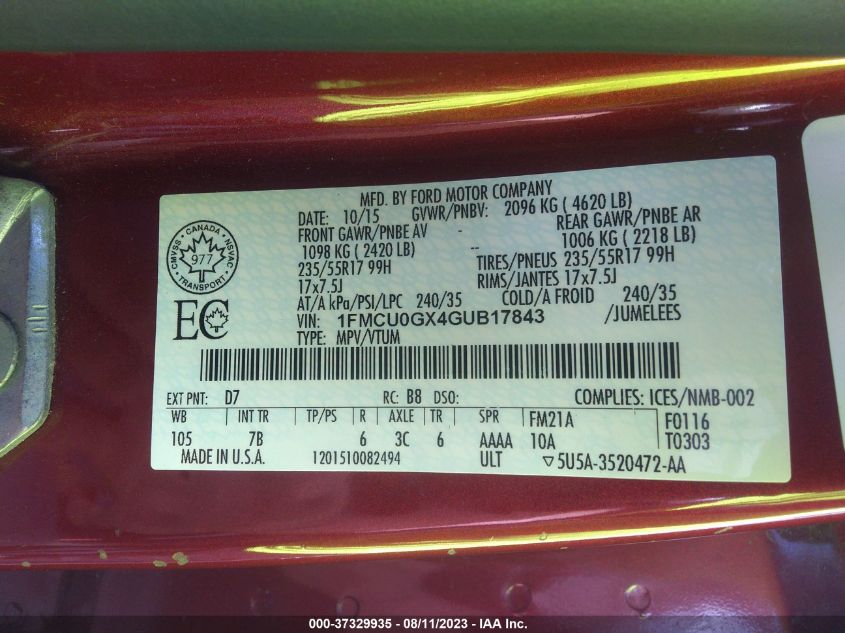 MFD. BY FORD MOTOR COMPANY
DATE: 10/15 GVWR/PNBV: 2096 KG ( 4620 LB)
FRONT GAWR/PNBE AV - REAR GAWR/PNBE AR
1098 KG ( 2420 LB) -- 1006 KG ( 2218 LB)
235/55R17 99H TIRES/PNEUS 235/55R17 99H
17x7.5J RIMS/JANTES 17x7.5J
AT/A kPa/PSI/LPC 240/35 COLD/A FROID 240/35
VIN: 1FMCU0GX4GUB17843 /JUMELEES
TYPE: MPV/VTUM
CANADA
CMVSS NSVAC
977
TRANSPORT
EC
EXT PNT: D7 RC: B8 DSO: COMPLIES: ICES/NMB-002
WB INT TR TP/PS R AXLE TR SPR FM21A F0116
105 7B 6 3C 6 AAAA 10A T0303
MADE IN U.S.A. 1201510082494 ULT ▽5U5A-3520472-AA
000-37329935 - 08/11/2023 - IAA Inc.